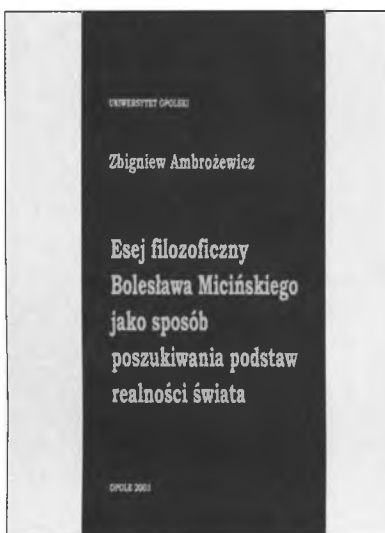 UNIWERSYTET OPOLSKI
Zbigniew Ambrożewicz
Esej filozoficzny
Bolesława Micińskiego
jako sposób
poszukiwania podstaw
realności świata
OPOLE 2001